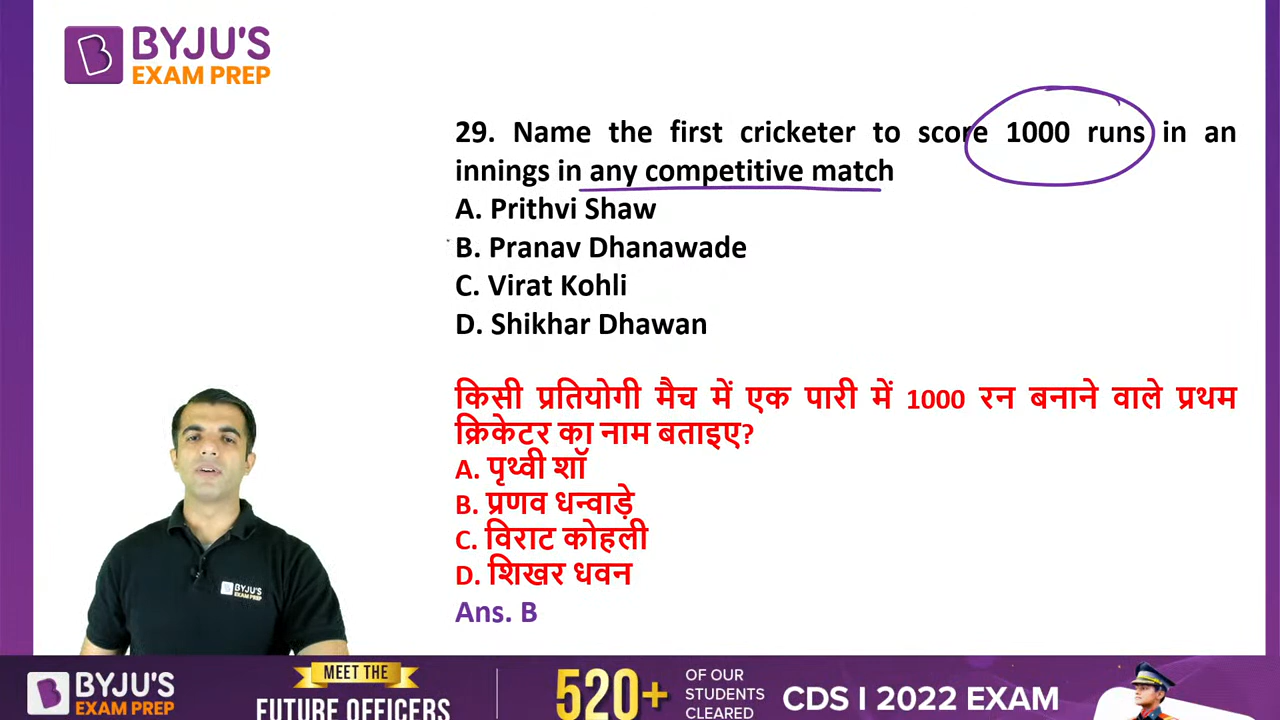 BYJU'S
EXAM PREP
29. Name the first cricketer to score 1000 runs in an
innings in any competitive match
A. Prithvi Shaw
B. Pranav Dhanawade
C. Virat Kohli
D. Shikhar Dhawan
किसी प्रतियोगी मैच में एक पारी में 1000 रन बनाने वाले प्रथम
क्रिकेटर का नाम बताइए?
A. पृथ्वी शॉ
B. प्रणव धन्वाड़े
C. विराट कोहली
D. शिखर धवन
Ans. B
BYJU'S
EXAM PREP
BYJU'S
EXAM PREP
MEET THE
FUTURE OFFICERS
520+
OF OUR
STUDENTS
CLEARED
CDS I 2022 EXAM